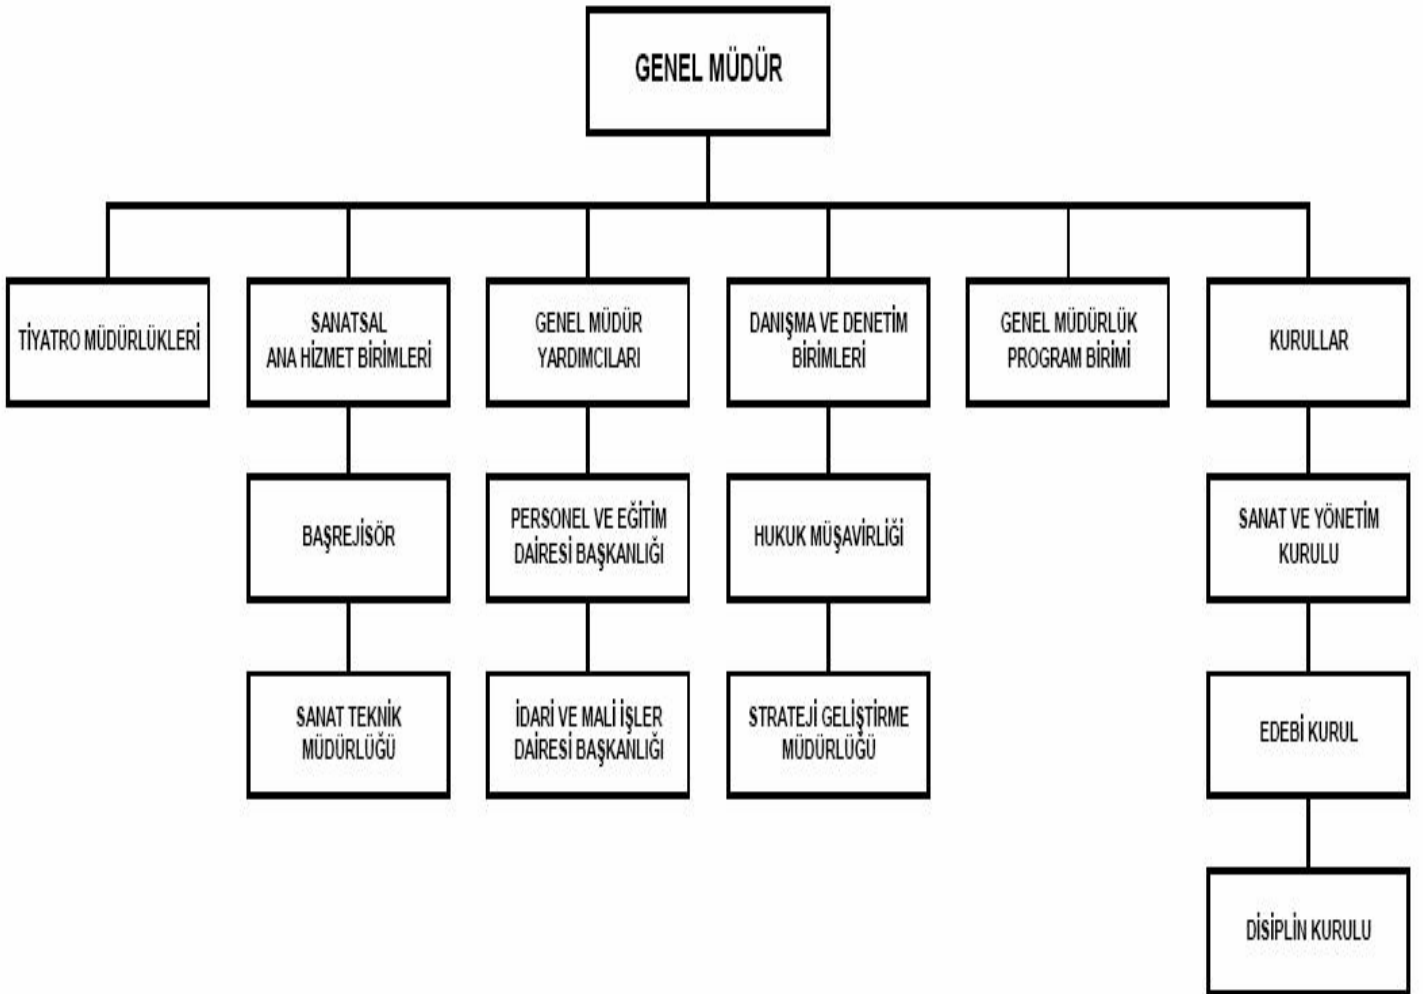 GENEL MÜDÜR
TİYATRO MÜDÜRLÜKLERİ
SANATSAL
ANA HİZMET BİRİMLERİ
GENEL MÜDÜR
YARDIMCILARI
DANIŞMA VE DENETİM
BİRİMLERİ
GENEL MÜDÜRLÜK
PROGRAM BİRİMİ
KURULLAR
BAŞREJİSÖR
PERSONEL VE EĞİTİM
DAİRESİ BAŞKANLIĞI
HUKUK MÜŞAVİRLİĞİ
SANAT VE YÖNETİM
KURULU
SANAT TEKNİK
MÜDÜRLÜĞÜ
İDARİ VE MALİ İŞLER
DAİRESİ BAŞKANLIĞI
STRATEJİ GELİŞTİRME
MÜDÜRLÜĞÜ
EDEBİ KURUL
DİSİPLİN KURULU